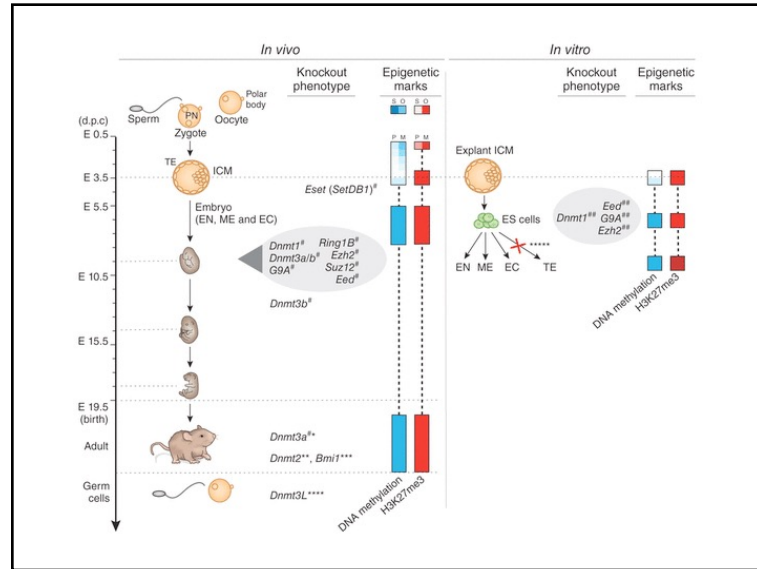 In vivo
In vitro
Knockout phenotype
Epigenetic marks
Knockout phenotype
Epigenetic marks
Polar body
PN
S O
S O
(d.p.c)
Sperm
Zygote
Oocyte
E 0.5
P M
P M
TE
ICM
Explant ICM
E 3.5
Eset (SetDB1)#
E 5.5
Embryo
(EN, ME and EC)
ES cells
Eed##
Dnmt1## G9A##
Ezh2##
Dnmt1# Ring1B#
Dnmt3a/b# Ezh2#
G9A# Suz12#
Eed#
EN ME EC TE
E 10.5
Dnmt3b#
DNA methylation
H3K27me3
E 15.5
E 19.5
(birth)
Adult
Dnmt3a#*
Dnmt2**, Bmi1***
Germ cells
Dnmt3L****
DNA methylation
H3K27me3